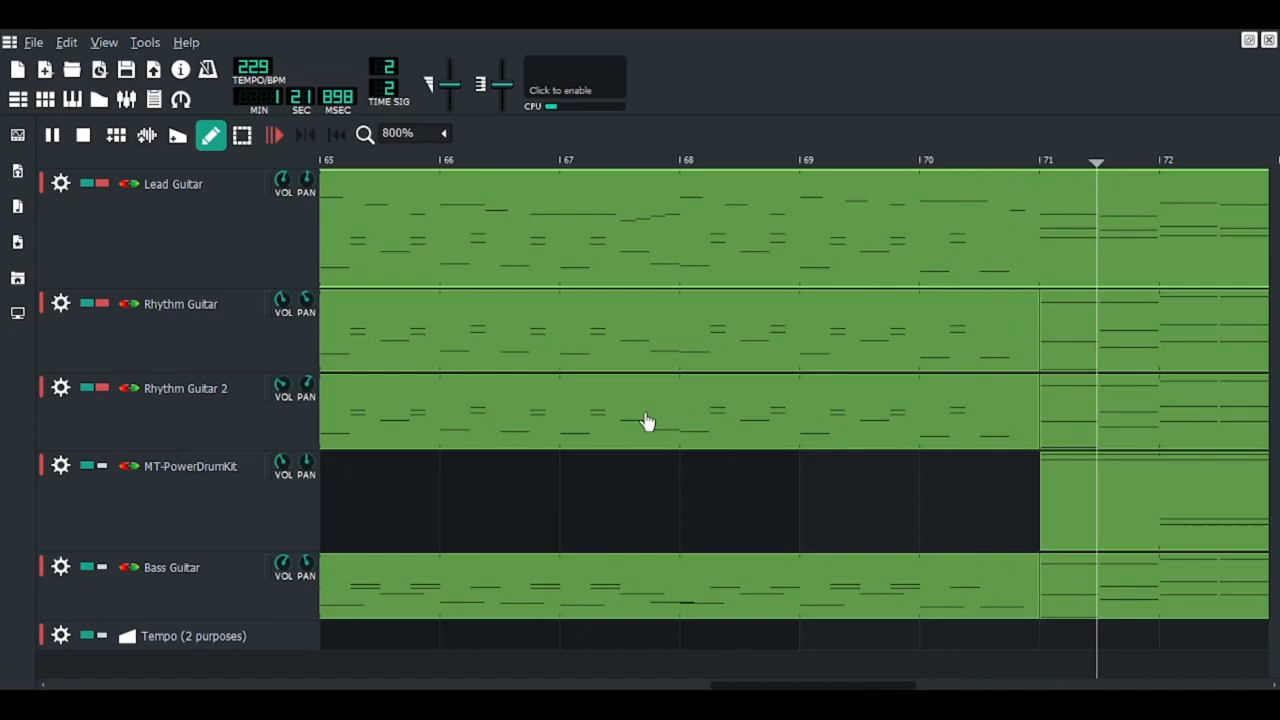 File Edit View Tools Help
229
TEMPO/BPM
1 21 898
MIN SEC MSEC
2
2
TIME SIG
Click to enable
CPU
800%
65 66 67 68 69 70 71 72
Lead Guitar
VOL PAN
Rhythm Guitar
VOL PAN
Rhythm Guitar 2
VOL PAN
MT-PowerDrumKit
VOL PAN
Bass Guitar
VOL PAN
Tempo (2 purposes)